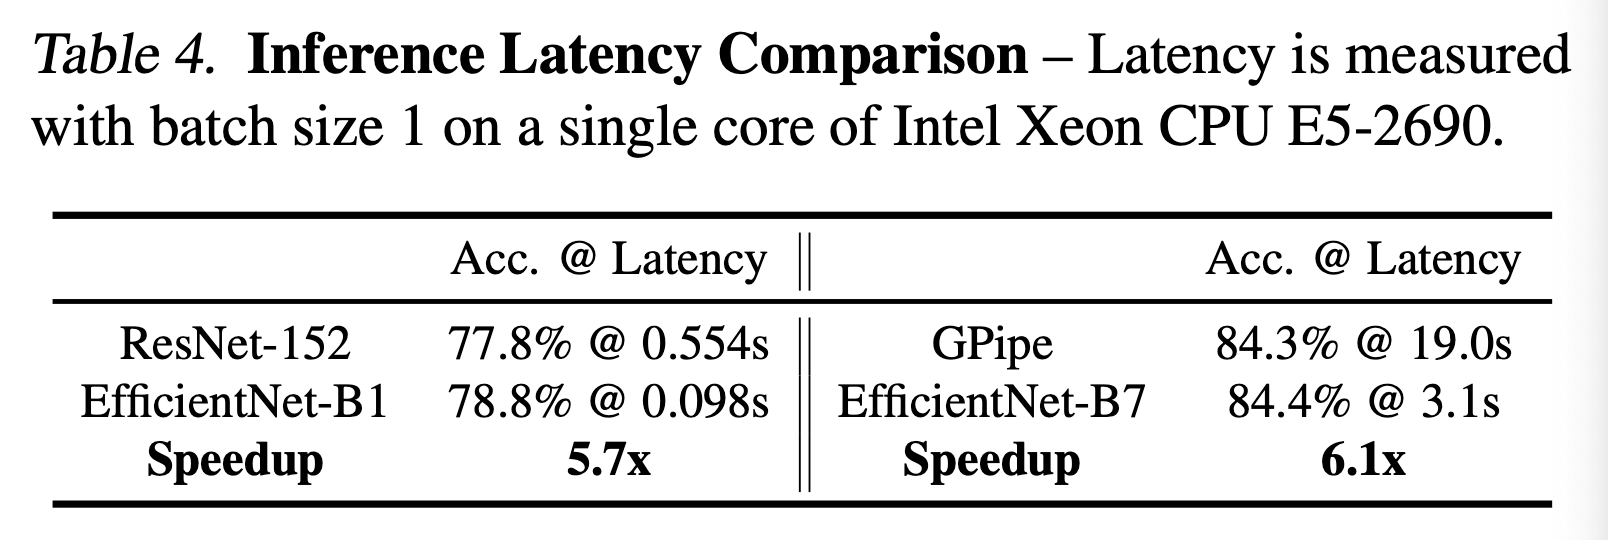 Table 4. Inference Latency Comparison – Latency is measured
with batch size 1 on a single core of Intel Xeon CPU E5-2690.
Acc. @ Latency Acc. @ Latency
ResNet-152 77.8% @ 0.554s GPipe 84.3% @ 19.0s
EfficientNet-B1 78.8% @ 0.098s EfficientNet-B7 84.4% @ 3.1s
Speedup 5.7x Speedup 6.1x